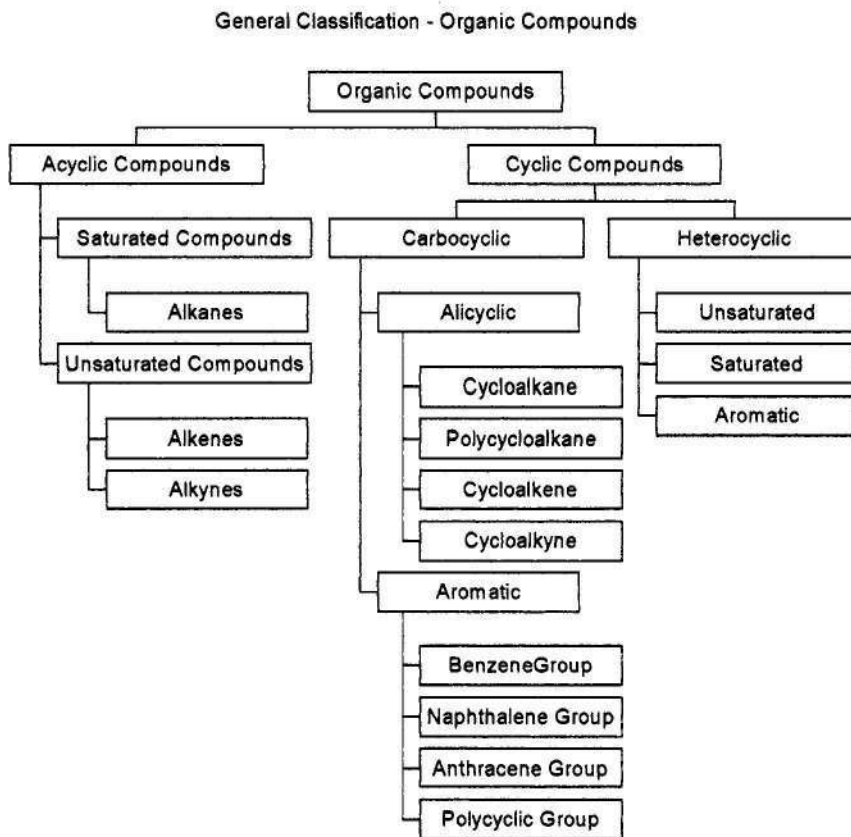 General Classification - Organic Compounds
Organic Compounds
Acyclic Compounds
Cyclic Compounds
Saturated Compounds
Carbocyclic
Heterocyclic
Alkanes
Alicyclic
Unsaturated
Unsaturated Compounds
Cycloalkane
Saturated
Alkenes
Polycycloalkane
Aromatic
Alkynes
Cycloalkene
Cycloalkyne
Aromatic
BenzeneGroup
Naphthalene Group
Anthracene Group
Polycyclic Group